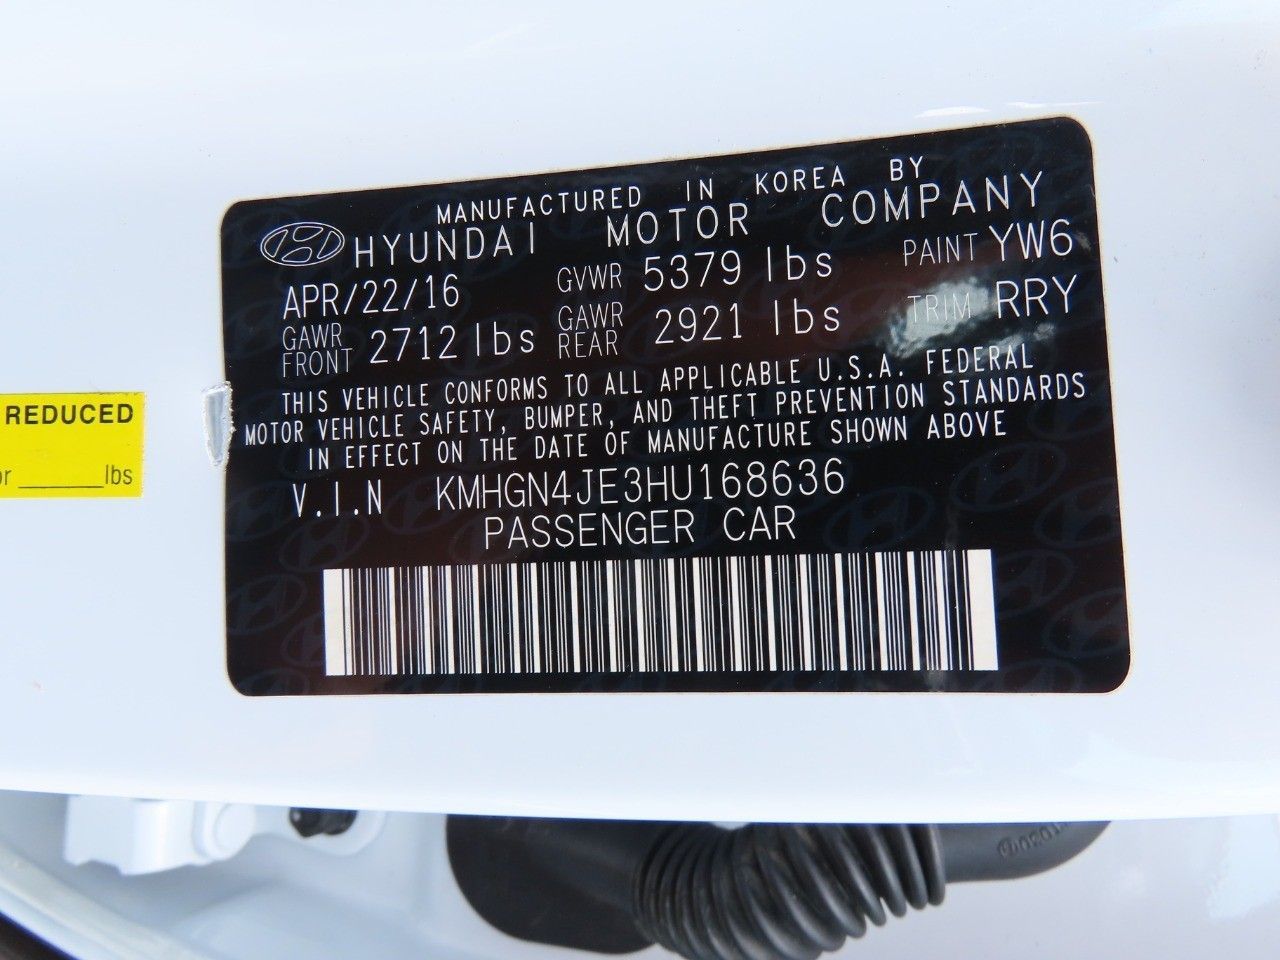 MANUFACTURED IN KOREA BY
HYUNDAI MOTOR COMPANY
APR/22/16 GVWR 5379 lbs PAINT YW6
GAWR FRONT 2712 lbs GAWR REAR 2921 lbs TRIM RRY
THIS VEHICLE CONFORMS TO ALL APPLICABLE U.S.A. FEDERAL
MOTOR VEHICLE SAFETY, BUMPER, AND THEFT PREVENTION STANDARDS
IN EFFECT ON THE DATE OF MANUFACTURE SHOWN ABOVE
V.I.N KMHGN4JE3HU168636
PASSENGER CAR
REDUCED
or ______lbs